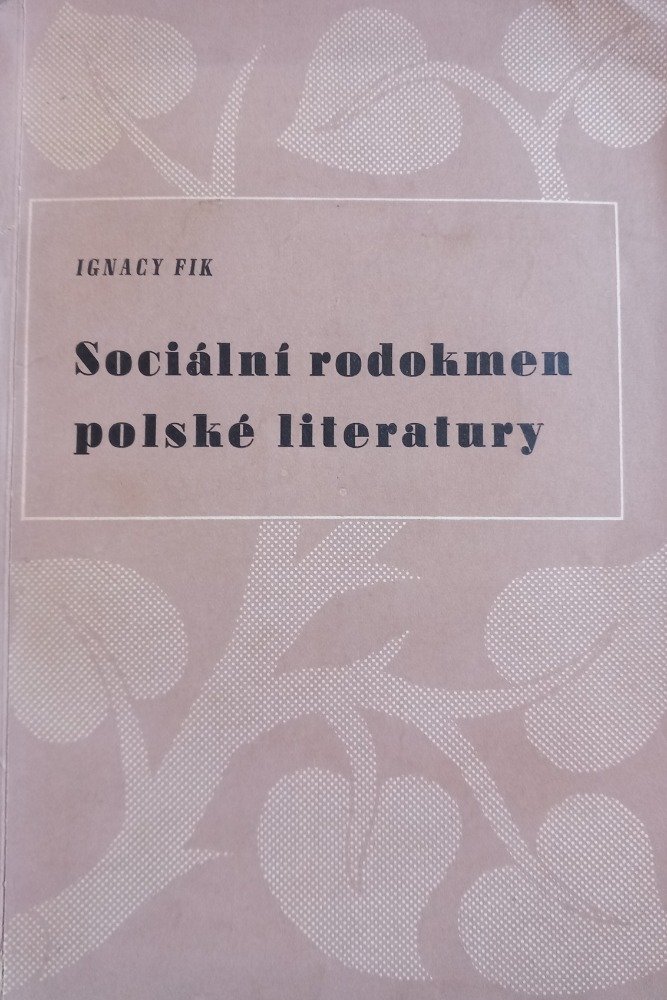 IGNACY FIK
Sociální rodokmen
polské literatury